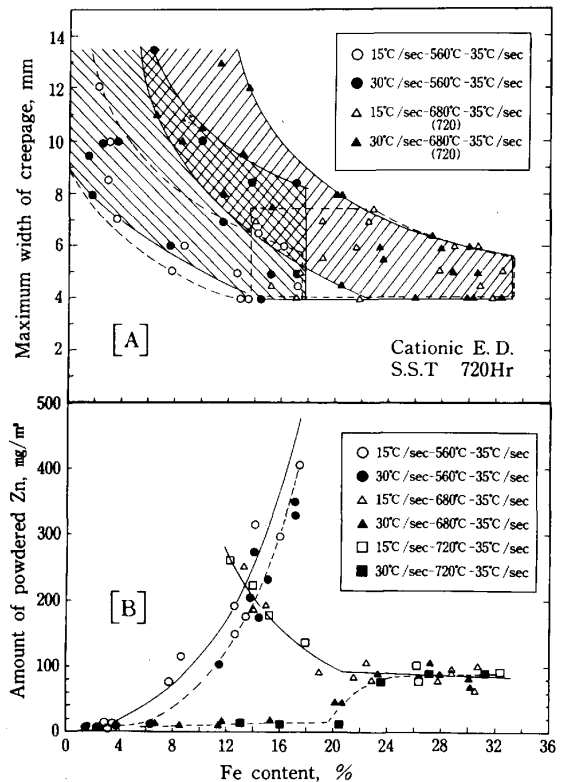 14
12
10
8
6
4
2
Maximum width of creepage, mm
○ 15℃/sec-560℃-35℃/sec
● 30℃/sec-560℃-35℃/sec
△ 15℃/sec-680℃-35℃/sec
(720)
▲ 30℃/sec-680℃-35℃/sec
(720)
[A]
Cationic E. D.
S.S.T 720Hr
500
400
300
200
100
0
Amount of powdered Zn, mg/m²
○ 15℃/sec-560℃-35℃/sec
● 30℃/sec-560℃-35℃/sec
△ 15℃/sec-680℃-35℃/sec
▲ 30℃/sec-680℃-35℃/sec
□ 15℃/sec-720℃-35℃/sec
■ 30℃/sec-720℃-35℃/sec
[B]
0 4 8 12 16 20 24 28 32 36
Fe content, %